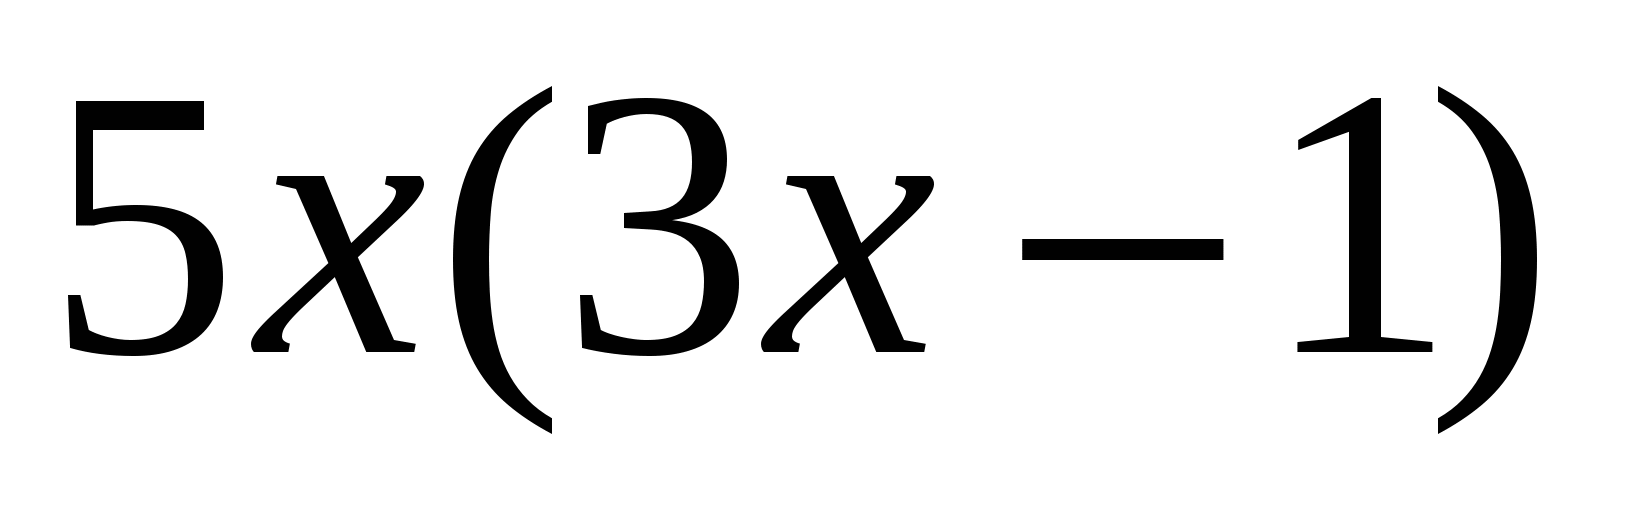 5x(3x − 1)